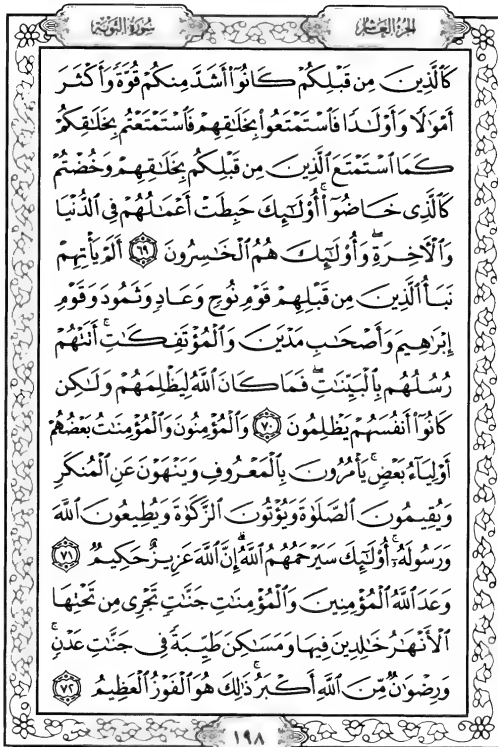 الجزء العاشر سورة التوبة
كَٱلَّذِينَ مِن قَبْلِكُمْ كَانُوٓا۟ أَشَدَّ مِنكُمْ قُوَّةً وَأَكْثَرَ
أَمْوَٰلًا وَأَوْلَـٰدًا فَٱسْتَمْتَعُوا۟ بِخَلَـٰقِهِمْ فَٱسْتَمْتَعْتُم بِخَلَـٰقِكُمْ
كَمَا ٱسْتَمْتَعَ ٱلَّذِينَ مِن قَبْلِكُم بِخَلَـٰقِهِمْ وَخُضْتُمْ
كَٱلَّذِى خَاضُوٓا۟ ۚ أُو۟لَـٰٓئِكَ حَبِطَتْ أَعْمَـٰلُهُمْ فِى ٱلدُّنْيَا
وَٱلْـَٔاخِرَةِ ۖ وَأُو۟لَـٰٓئِكَ هُمُ ٱلْخَـٰسِرُونَ ۝٦٩ أَلَمْ يَأْتِهِمْ
نَبَأُ ٱلَّذِينَ مِن قَبْلِهِمْ قَوْمِ نُوحٍ وَعَادٍ وَثَمُودَ وَقَوْمِ
إِبْرَٰهِيمَ وَأَصْحَـٰبِ مَدْيَنَ وَٱلْمُؤْتَفِكَـٰتِ ۚ أَتَتْهُمْ
رُسُلُهُم بِٱلْبَيِّنَـٰتِ ۖ فَمَا كَانَ ٱللَّهُ لِيَظْلِمَهُمْ وَلَـٰكِن
كَانُوٓا۟ أَنفُسَهُمْ يَظْلِمُونَ ۝٧٠ وَٱلْمُؤْمِنُونَ وَٱلْمُؤْمِنَـٰتُ بَعْضُهُمْ
أَوْلِيَآءُ بَعْضٍ ۚ يَأْمُرُونَ بِٱلْمَعْرُوفِ وَيَنْهَوْنَ عَنِ ٱلْمُنكَرِ
وَيُقِيمُونَ ٱلصَّلَوٰةَ وَيُؤْتُونَ ٱلزَّكَوٰةَ وَيُطِيعُونَ ٱللَّهَ
وَرَسُولَهُۥٓ ۚ أُو۟لَـٰٓئِكَ سَيَرْحَمُهُمُ ٱللَّهُ ۗ إِنَّ ٱللَّهَ عَزِيزٌ حَكِيمٌ ۝٧١
وَعَدَ ٱللَّهُ ٱلْمُؤْمِنِينَ وَٱلْمُؤْمِنَـٰتِ جَنَّـٰتٍ تَجْرِى مِن تَحْتِهَا
ٱلْأَنْهَـٰرُ خَـٰلِدِينَ فِيهَا وَمَسَـٰكِنَ طَيِّبَةً فِى جَنَّـٰتِ عَدْنٍ ۚ
وَرِضْوَٰنٌ مِّنَ ٱللَّهِ أَكْبَرُ ۚ ذَٰلِكَ هُوَ ٱلْفَوْزُ ٱلْعَظِيمُ ۝٧٢
١٩٨